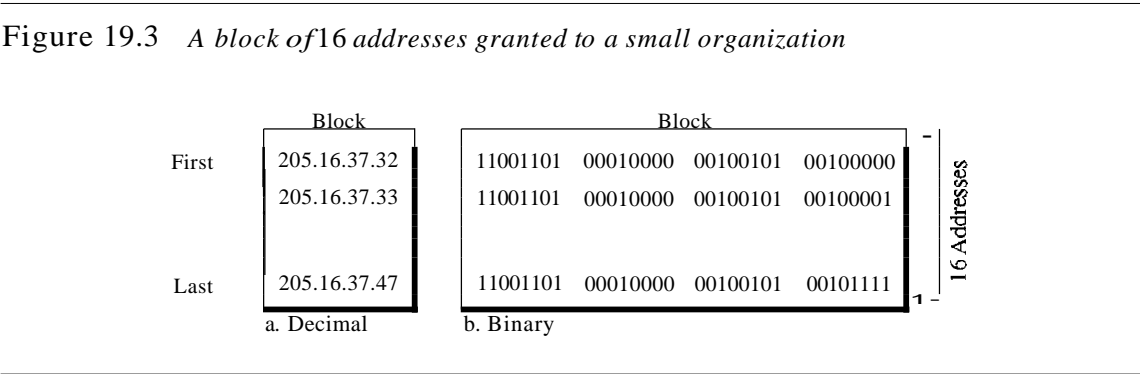 Figure 19.3 A block of 16 addresses granted to a small organization
Block Block
First 205.16.37.32 11001101 00010000 00100101 00100000
205.16.37.33 11001101 00010000 00100101 00100001
Last 205.16.37.47 11001101 00010000 00100101 00101111
16 Addresses
a. Decimal b. Binary